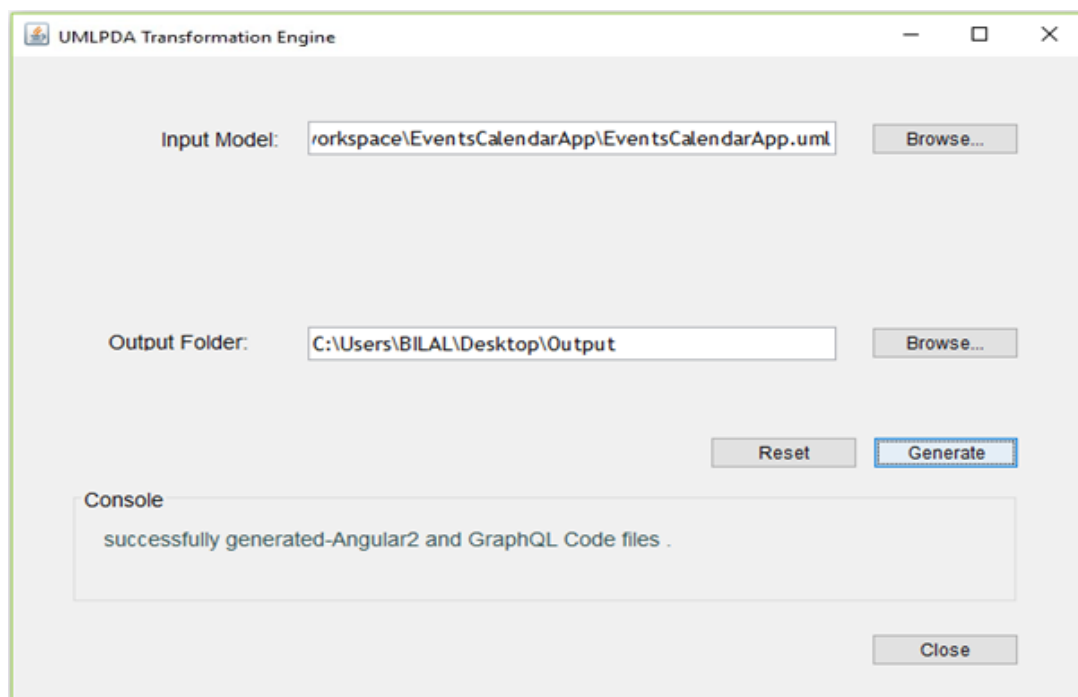 UMLPDA Transformation Engine
Input Model: orkspace\EventsCalendarApp\EventsCalendarApp.uml Browse...
Output Folder: C:\Users\BILAL\Desktop\Output Browse...
Reset Generate
Console
successfully generated-Angular2 and GraphQL Code files .
Close